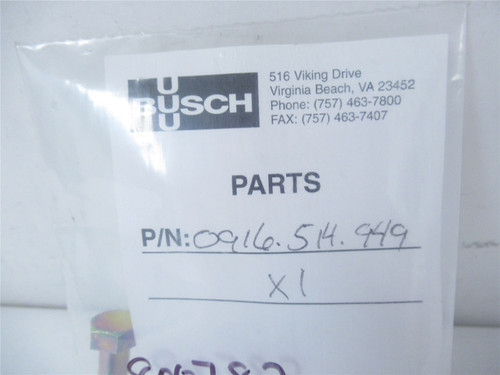 BUSCH
516 Viking Drive
Virginia Beach, VA 23452
Phone: (757) 463-7800
FAX: (757) 463-7407
PARTS
P/N: 0916.514.949
X1